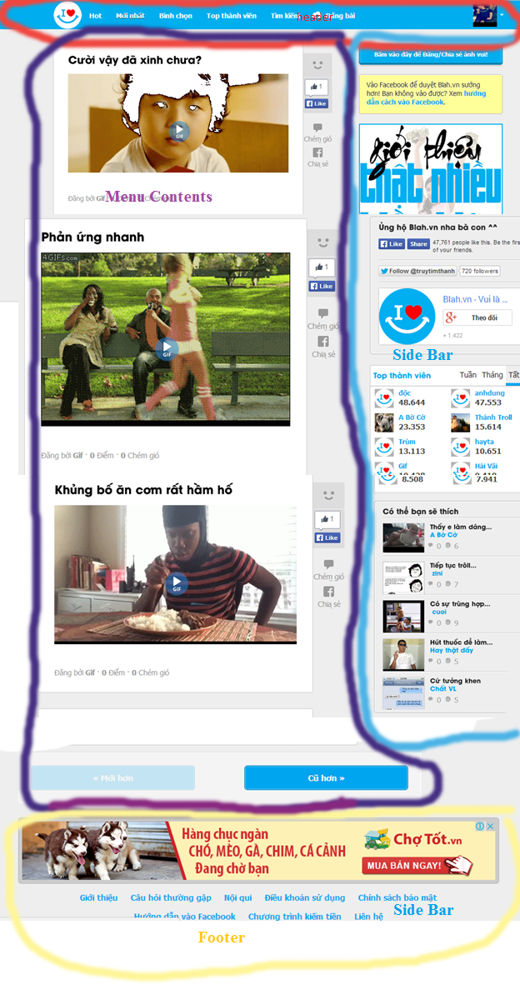 I
Hot Mới nhất Bình chọn Top thành viên Tìm kiếm Đăng bài
header
Cười vậy đã xinh chưa?
GIF
1
Like
Chém gió
Chia sẻ
Đăng bởi Gif
Menu Contents
Phản ứng nhanh
4GIFs.com
GIF
1
Like
Chém gió
Chia sẻ
Đăng bởi Gif · 0 Điểm · 0 Chém gió
Khủng bố ăn cơm rất hầm hố
GIF
1
Like
Chém gió
Chia sẻ
Đăng bởi Gif · 0 Điểm · 0 Chém gió
« Mới hơn
Cũ hơn »
Bấm vào đây để Đăng/Chia sẻ ảnh vui!
Vào Facebook để duyệt Blah.vn sướng
hơn! Bạn không vào được? Xem hướng
dẫn cách vào Facebook.
giới thiệu
thật nhiều
Ủng hộ Blah.vn nha bà con ^^
Like Share 47,761 people like this. Be the first
of your friends.
Follow @truytimthanh 720 followers
I
Blah.vn - Vui là ...
g+ Theo dõi
+ 1.422
Side Bar
Top thành viên Tuần Tháng Tất
độc
48.644
anhdung
47.553
A Bờ Cờ
23.353
Thánh Troll
15.614
Trùm
13.113
hayta
10.651
Gif
8.508
Hài Vãi
7.941
Có thể bạn sẽ thích
Thấy e làm dáng...
A Bờ Cờ
0 6
Tiếp tục trôll...
zini
0 7
Có sự trùng hợp...
cuoi
0 9
Hút thuốc dễ làm...
Hay thật đấy
0 5
Cứ tưởng khen
Chất VL
0 5
Hàng chục ngàn
CHÓ, MÈO, GÀ, CHIM, CÁ CẢNH
Đang chờ bạn
Chợ Tốt.vn
MUA BÁN NGAY!
Giới thiệu Câu hỏi thường gặp Nội qui Điều khoản sử dụng Chính sách bảo mật
Hướng dẫn vào Facebook Chương trình kiếm tiền Liên hệ
Side Bar
Footer